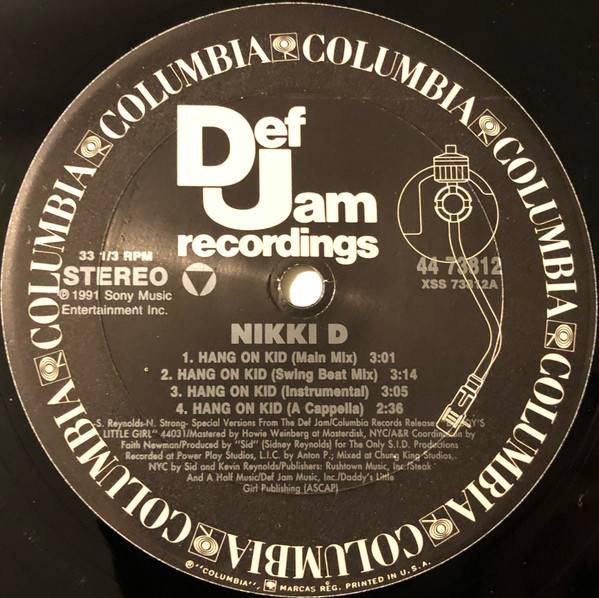 COLUMBIA COLUMBIA COLUMBIA COLUMBIA COLUMBIA COLUMBIA COLUMBIA COLUMBIA COLUMBIA
Def
Jam
recordings
33 1/3 RPM
STEREO
℗ 1991 Sony Music
Entertainment Inc.
44 73812
XSS 73812A
NIKKI D
1. HANG ON KID (Main Mix) 3:01
2. HANG ON KID (Swing Beat Mix) 3:14
3. HANG ON KID (Instrumental) 3:05
4. HANG ON KID (A Cappella) 2:36
-S. Reynolds-N. Strong- Special Versions From The Def Jam/Columbia Records Release
LITTLE GIRL" 44031/Mastered by Howie Weinberg at Masterdisk, NYC/A&R Coordination by
Faith Newman/Produced by "Sid" (Sidney Reynolds) for The Only S.I.D. Productions
Recorded at Power Play Studios, L.I.C. by Anton P.; Mixed at Chung King Studios,
NYC by Sid and Kevin Reynolds/Publishers: Rushtown Music, Inc./Steak
And A Half Music/Def Jam Music, Inc./Daddy's Little
Girl Publishing (ASCAP)
® "COLUMBIA", MARCAS REG. PRINTED IN U.S.A.